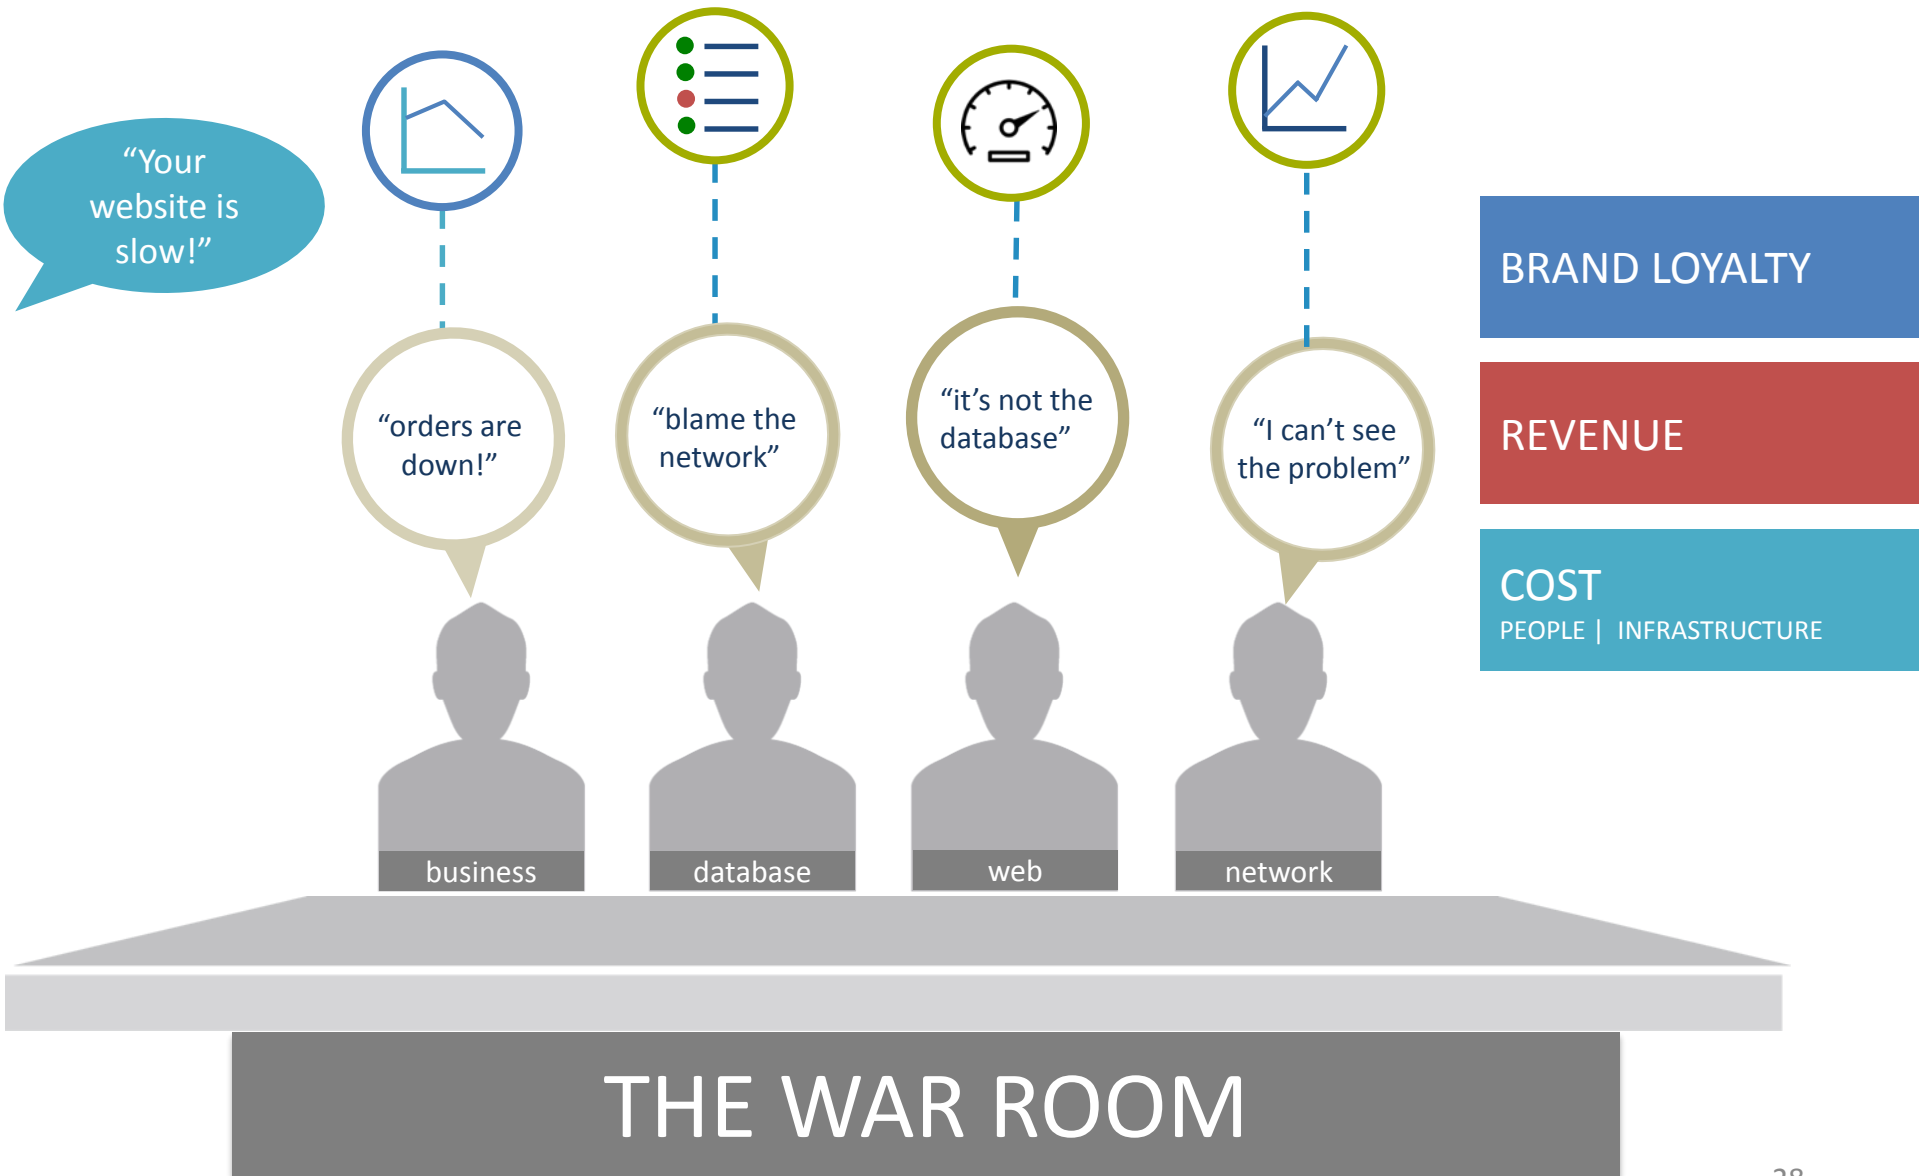 “Your
website is
slow!”
“orders are
down!”
“blame the
network”
“it’s not the
database”
“I can’t see
the problem”
BRAND LOYALTY
REVENUE
COST
PEOPLE | INFRASTRUCTURE
business
database
web
network
THE WAR ROOM